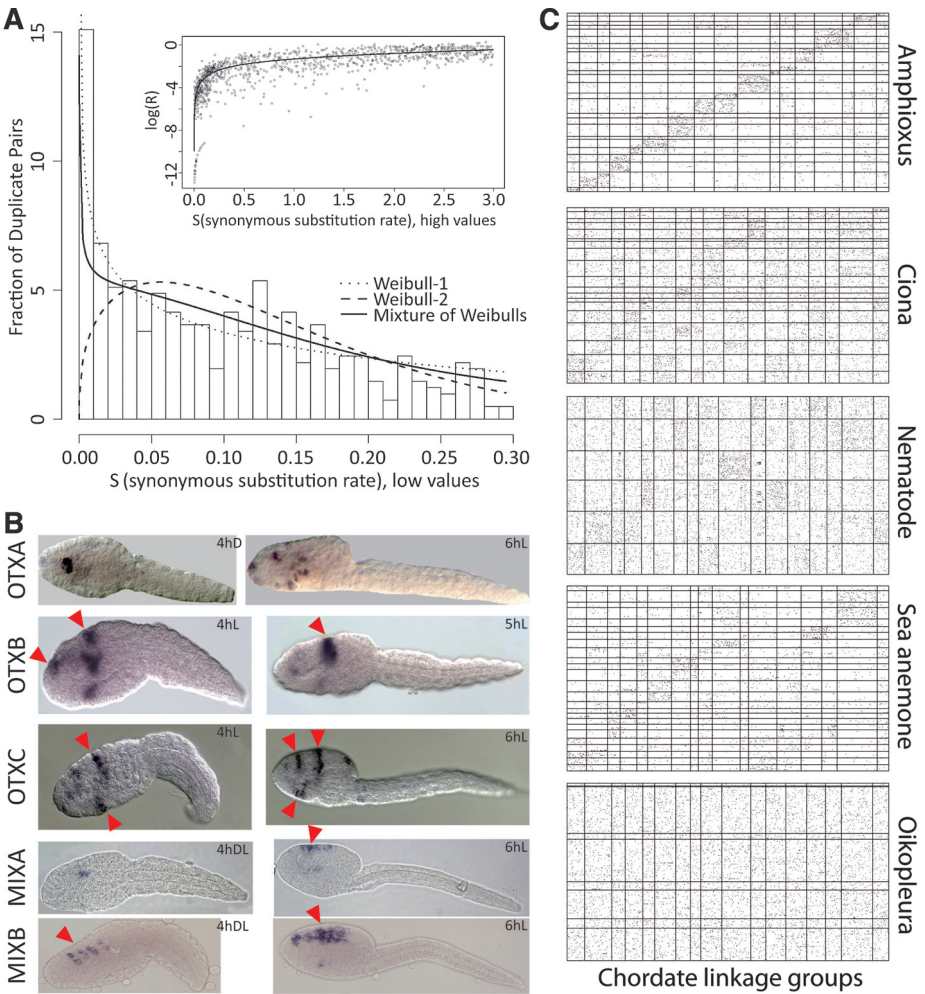 A
15
10
5
0
Fraction of Duplicate Pairs
0
-4
-8
-12
log(R)
0.0 0.5 1.0 1.5 2.0 2.5 3.0
S(synonymous substitution rate), high values
Weibull-1
Weibull-2
Mixture of Weibulls
0.00 0.05 0.10 0.15 0.20 0.25 0.30
S (synonymous substitution rate), low values
B
OTXA
4hD
6hL
OTXB
4hL
5hL
OTXC
4hL
6hL
MIXA
4hDL
6hL
MIXB
4hDL
6hL
C
Amphioxus
Ciona
Nematode
Sea anemone
Oikopleura
Chordate linkage groups